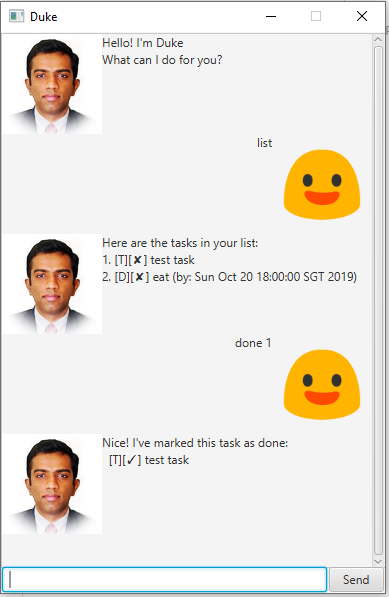 Duke
Hello! I'm Duke
What can I do for you?
list
Here are the tasks in your list:
1. [T][✘] test task
2. [D][✘] eat (by: Sun Oct 20 18:00:00 SGT 2019)
done 1
Nice! I've marked this task as done:
[T][✓] test task
Send